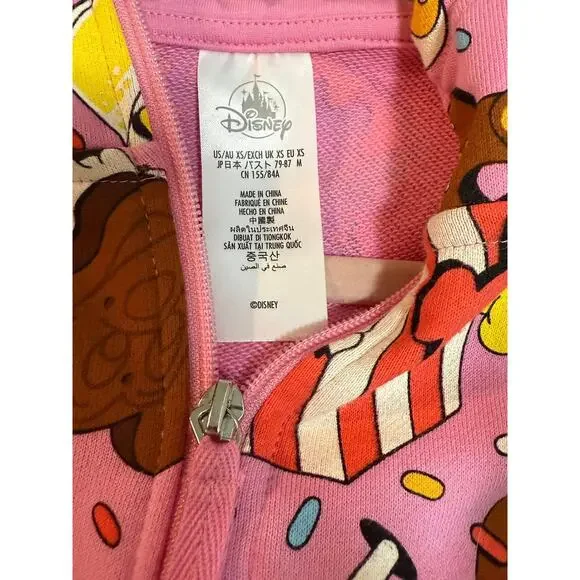 Disney
US/AU XS/EXCH UK XS EU XS
JP日本 バスト 79-87 M
CN 155/84A
MADE IN CHINA
FABRIQUÉ EN CHINE
HECHO EN CHINA
中國製
ผลิตในประเทศจีน
DIBUAT DI TIONGKOK
SẢN XUẤT TẠI TRUNG QUỐC
중국산
صنع في الصين
©DISNEY